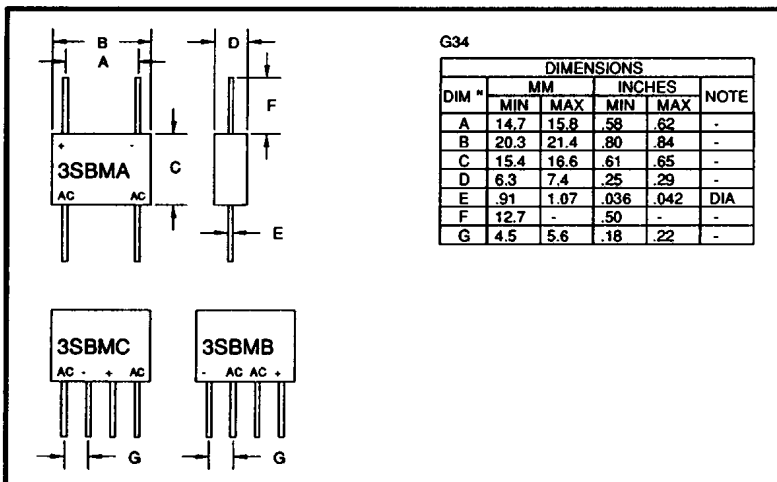 B
D
A
F
+ -
3SBMA
C
AC AC
E
3SBMC
AC - + AC
G
3SBMB
- AC AC +
G
G34
DIMENSIONS
DIM " MM INCHES NOTE
MIN MAX MIN MAX
A 14.7 15.8 .58 .62 -
B 20.3 21.4 .80 .84 -
C 15.4 16.6 .61 .65 -
D 6.3 7.4 .25 .29 -
E .91 1.07 .036 .042 DIA
F 12.7 - .50 - -
G 4.5 5.6 .18 .22 -